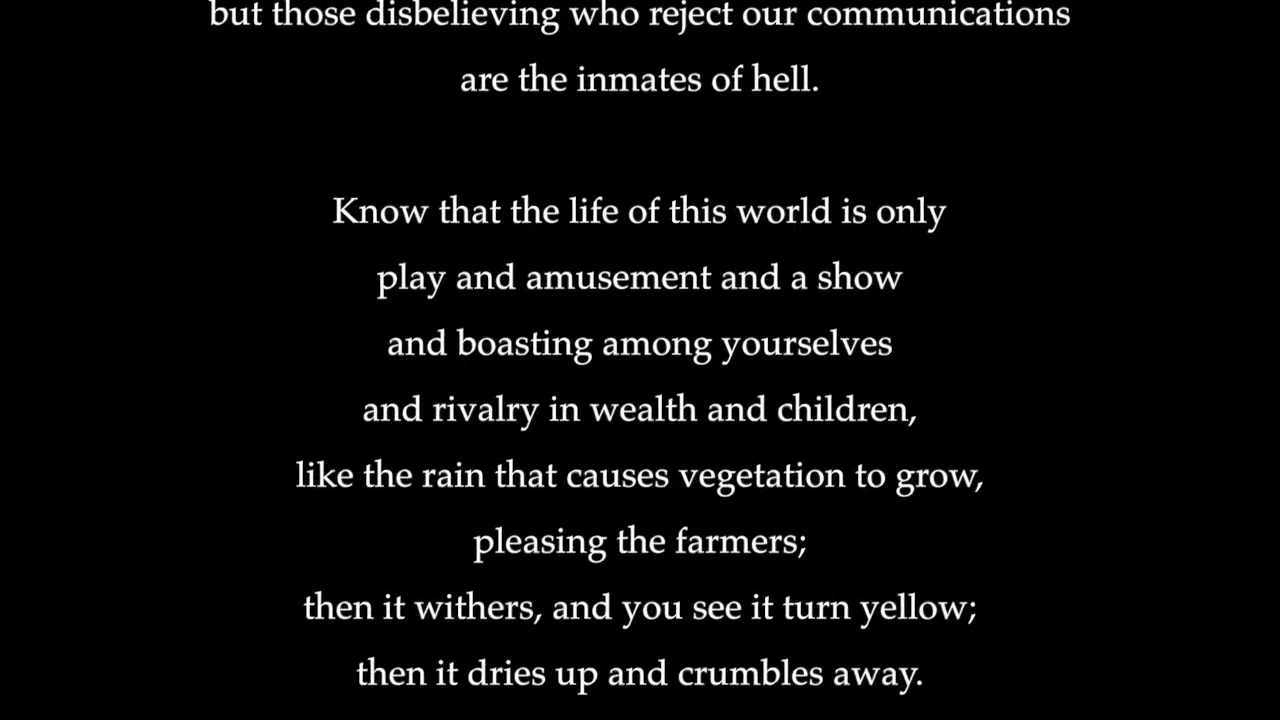 but those disbelieving who reject our communications
are the inmates of hell.
Know that the life of this world is only
play and amusement and a show
and boasting among yourselves
and rivalry in wealth and children,
like the rain that causes vegetation to grow,
pleasing the farmers;
then it withers, and you see it turn yellow;
then it dries up and crumbles away.